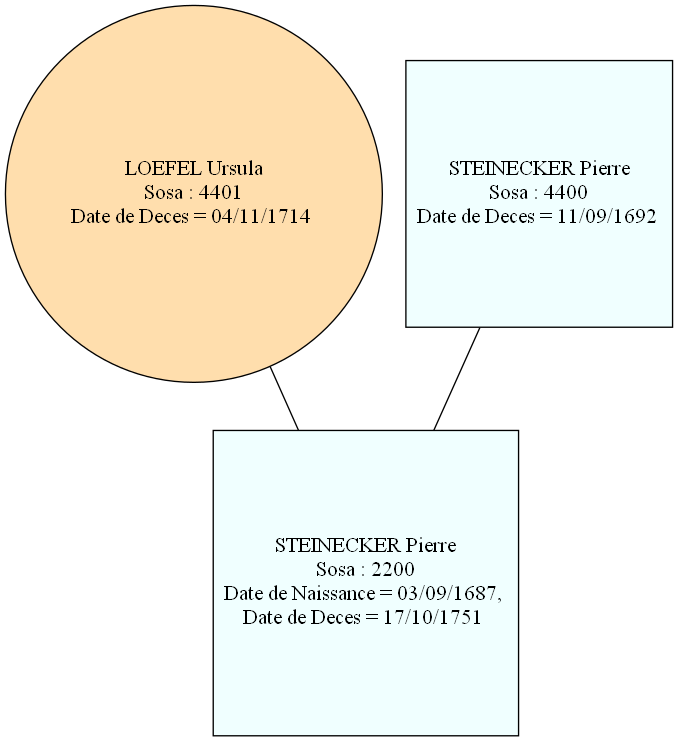 LOEFEL Ursula
Sosa : 4401
Date de Deces = 04/11/1714
STEINECKER Pierre
Sosa : 4400
Date de Deces = 11/09/1692
STEINECKER Pierre
Sosa : 2200
Date de Naissance = 03/09/1687,
Date de Deces = 17/10/1751